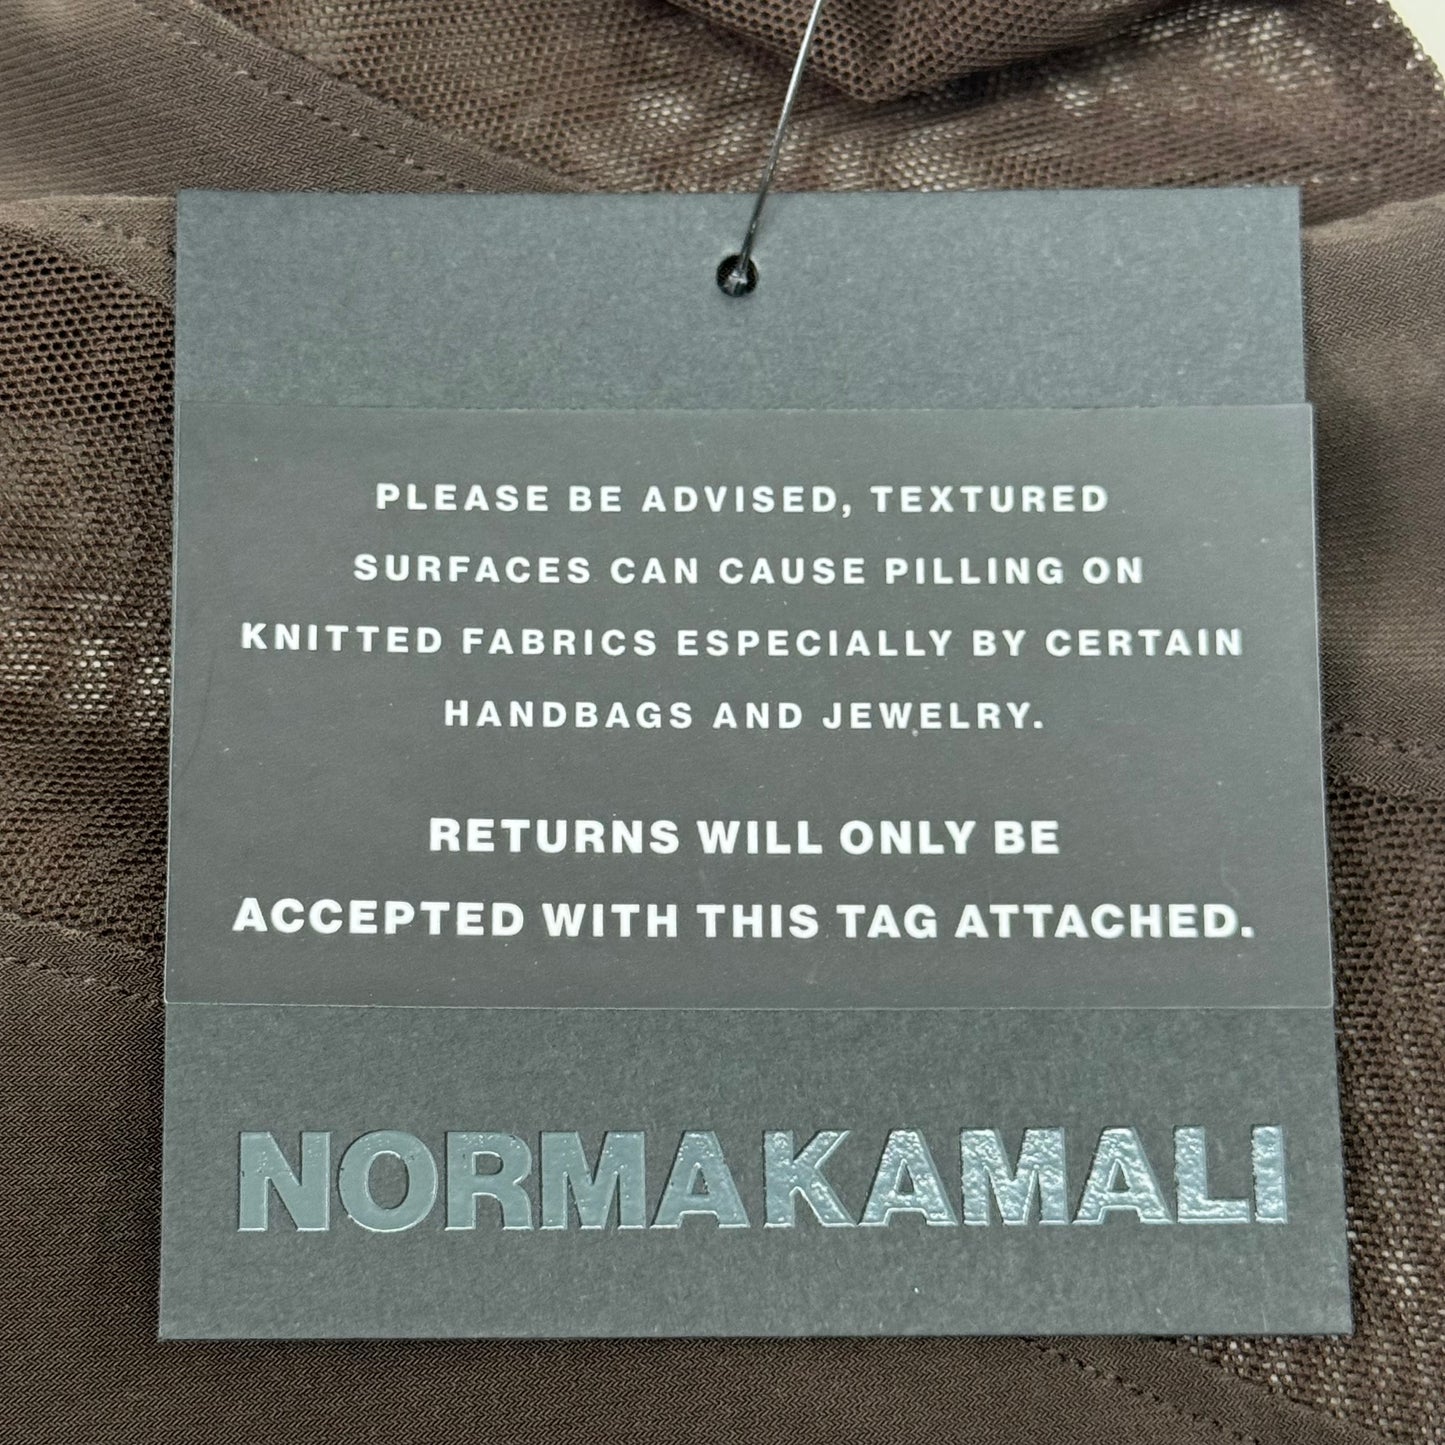 PLEASE BE ADVISED, TEXTURED
SURFACES CAN CAUSE PILLING ON
KNITTED FABRICS ESPECIALLY BY CERTAIN
HANDBAGS AND JEWELRY.
RETURNS WILL ONLY BE
ACCEPTED WITH THIS TAG ATTACHED.
NORMA KAMALI